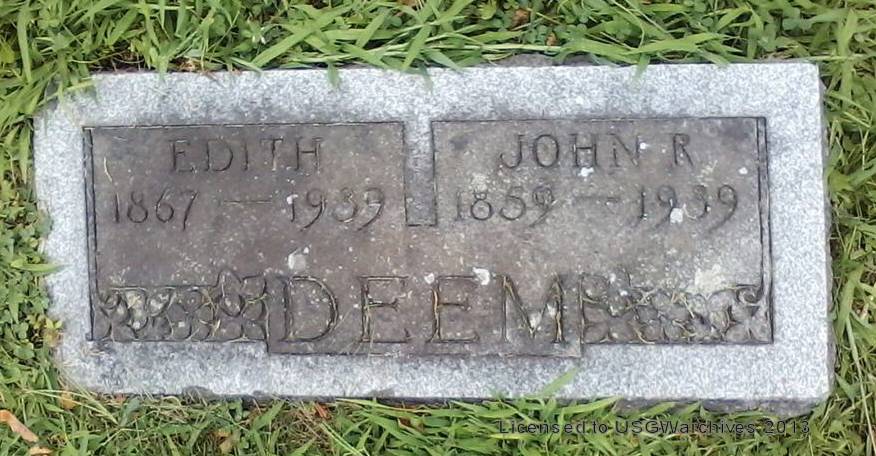 EDITH
1867 — 1939
JOHN R
1859 — 1939
DEEM
Licensed to USGWarchives 2013